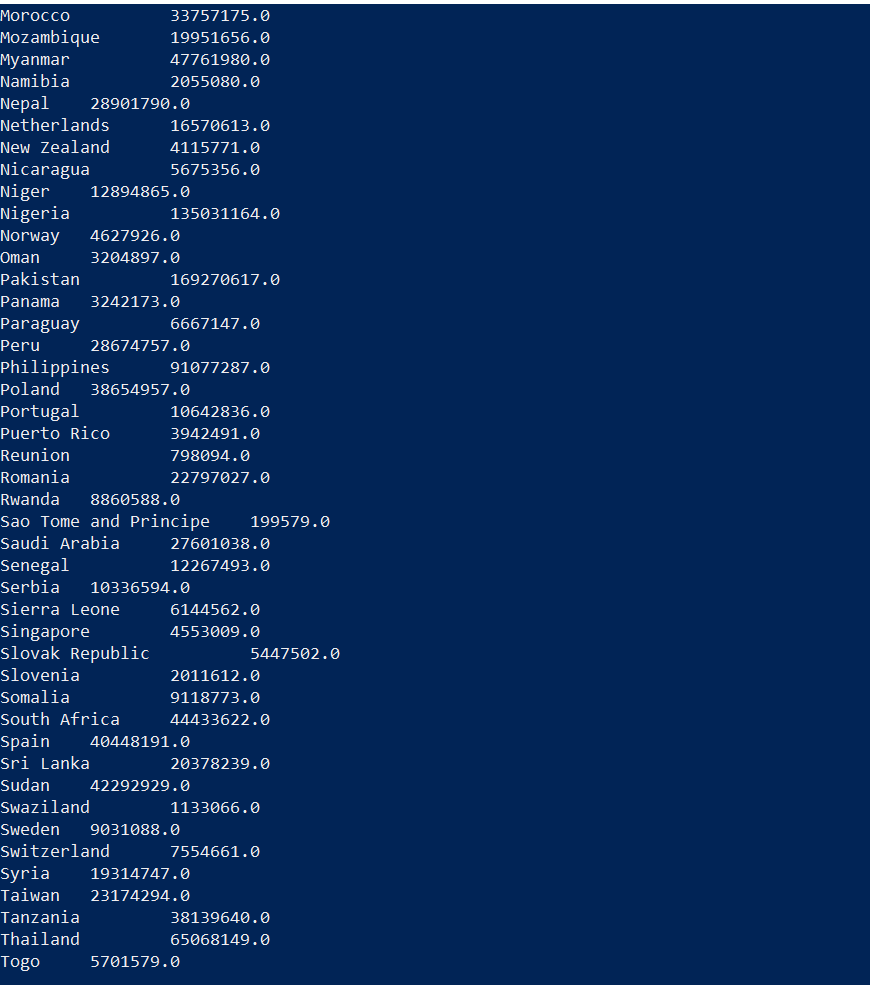 Morocco 33757175.0
Mozambique 19951656.0
Myanmar 47761980.0
Namibia 2055080.0
Nepal 28901790.0
Netherlands 16570613.0
New Zealand 4115771.0
Nicaragua 5675356.0
Niger 12894865.0
Nigeria 135031164.0
Norway 4627926.0
Oman 3204897.0
Pakistan 169270617.0
Panama 3242173.0
Paraguay 6667147.0
Peru 28674757.0
Philippines 91077287.0
Poland 38654957.0
Portugal 10642836.0
Puerto Rico 3942491.0
Reunion 798094.0
Romania 22797027.0
Rwanda 8860588.0
Sao Tome and Principe 199579.0
Saudi Arabia 27601038.0
Senegal 12267493.0
Serbia 10336594.0
Sierra Leone 6144562.0
Singapore 4553009.0
Slovak Republic 5447502.0
Slovenia 2011612.0
Somalia 9118773.0
South Africa 44433622.0
Spain 40448191.0
Sri Lanka 20378239.0
Sudan 42292929.0
Swaziland 1133066.0
Sweden 9031088.0
Switzerland 7554661.0
Syria 19314747.0
Taiwan 23174294.0
Tanzania 38139640.0
Thailand 65068149.0
Togo 5701579.0